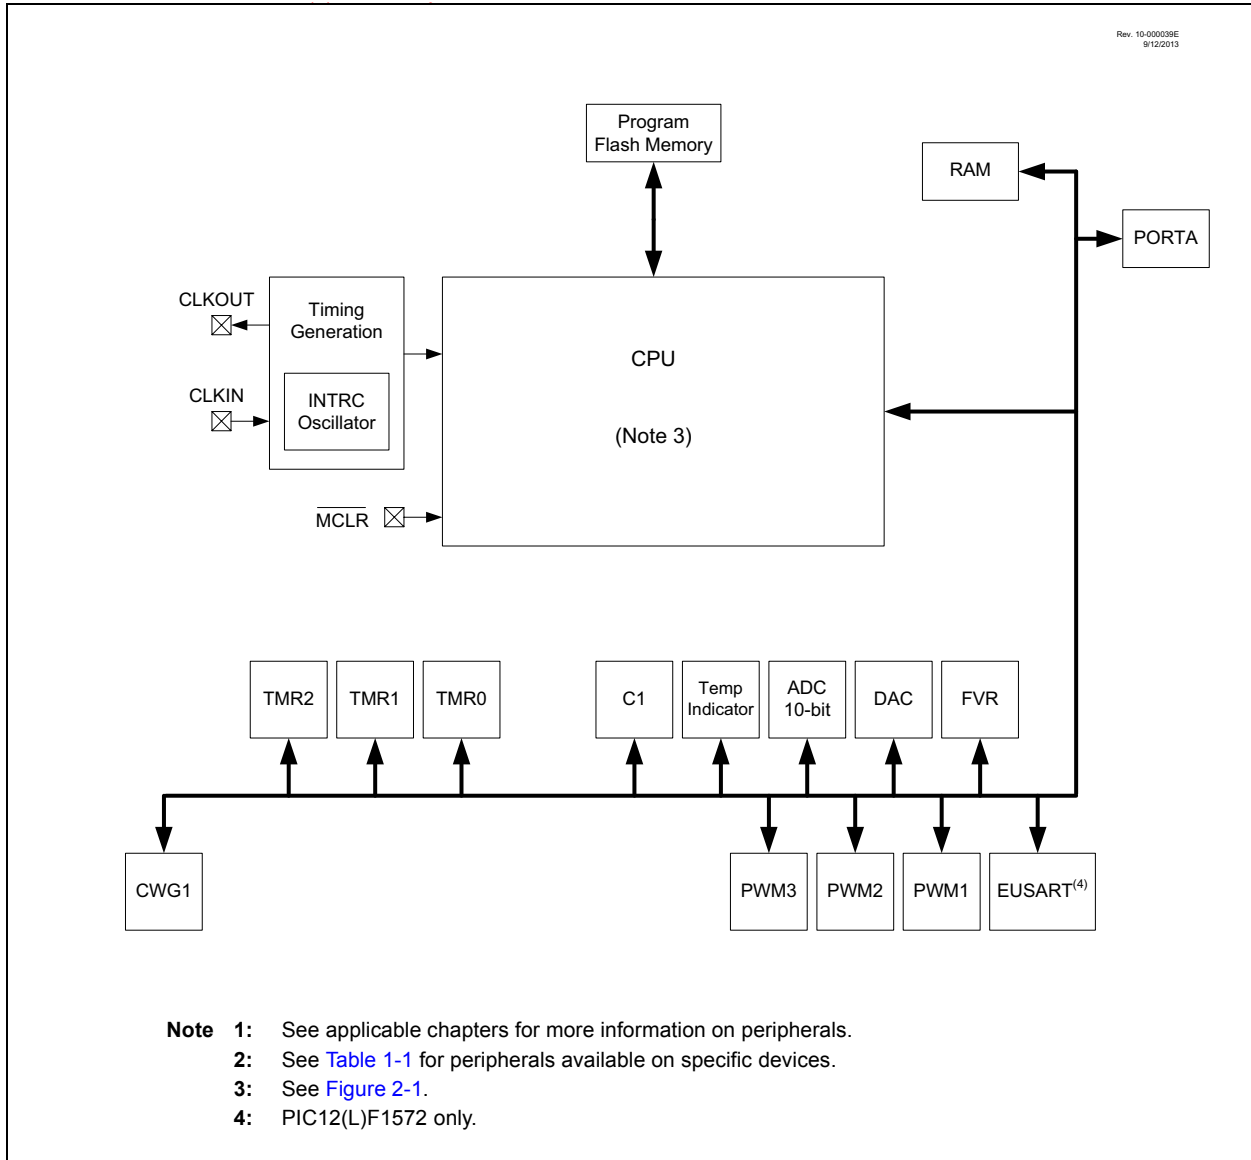 Rev. 10-000039E
9/12/2013
Program
Flash Memory
RAM
PORTA
CLKOUT
Timing
Generation
CPU
CLKIN
INTRC
Oscillator
(Note 3)
MCLR
TMR2
TMR1
TMR0
C1
Temp
Indicator
ADC
10-bit
DAC
FVR
CWG1
PWM3
PWM2
PWM1
EUSART(4)
Note 1: See applicable chapters for more information on peripherals.
2: See Table 1-1 for peripherals available on specific devices.
3: See Figure 2-1.
4: PIC12(L)F1572 only.